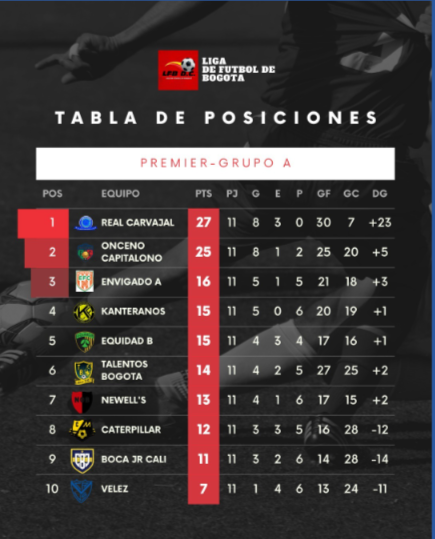 LIGA
DE FUTBOL DE
BOGOTA
TABLA DE POSICIONES
PREMIER-GRUPO A
POS EQUIPO PTS PJ G E P GF GC DG
1 REAL CARVAJAL 27 11 8 3 0 30 7 +23
2 ONCENO CAPITALONO 25 11 8 1 2 25 20 +5
3 ENVIGADO A 16 11 5 1 5 21 18 +3
4 KANTERANOS 15 11 5 0 6 20 19 +1
5 EQUIDAD B 15 11 4 3 4 17 16 +1
6 TALENTOS BOGOTA 14 11 4 2 5 27 25 +2
7 NEWELL'S 13 11 4 1 6 17 15 +2
8 CATERPILLAR 12 11 3 3 5 16 28 -12
9 BOCA JR CALI 11 11 3 2 6 14 28 -14
10 VELEZ 7 11 1 4 6 13 24 -11